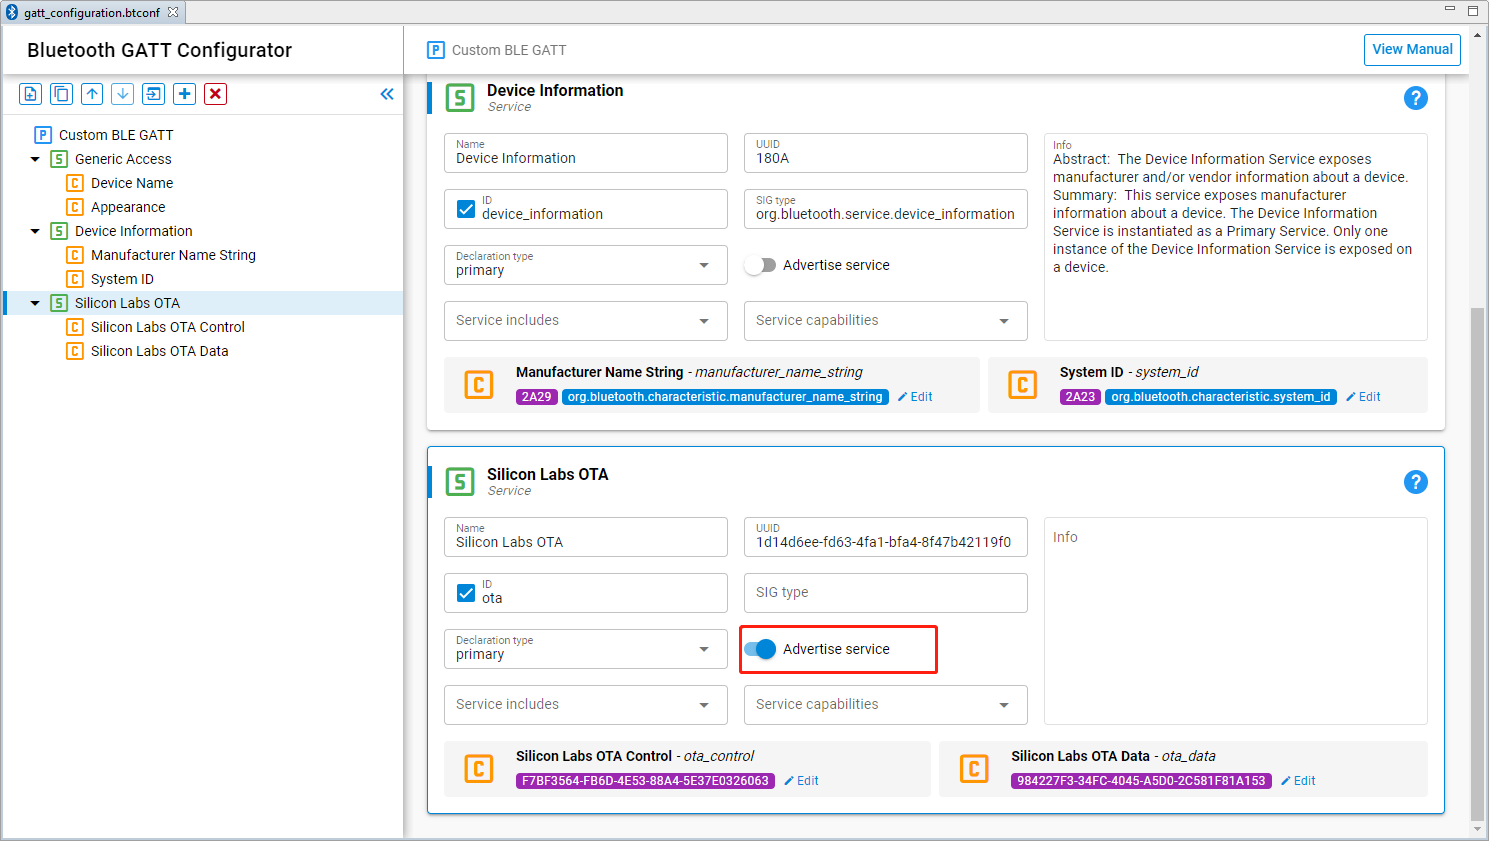 gatt_configuration.btconf
Bluetooth GATT Configurator
P Custom BLE GATT
View Manual
P Custom BLE GATT
S Generic Access
C Device Name
C Appearance
S Device Information
C Manufacturer Name String
C System ID
S Silicon Labs OTA
C Silicon Labs OTA Control
C Silicon Labs OTA Data
S Device Information
Service
?
Name
Device Information
UUID
180A
ID
device_information
SIG type
org.bluetooth.service.device_information
Declaration type
primary
Advertise service
Service includes
Service capabilities
Info
Abstract: The Device Information Service exposes
manufacturer and/or vendor information about a device.
Summary: This service exposes manufacturer
information about a device. The Device Information
Service is instantiated as a Primary Service. Only one
instance of the Device Information Service is exposed on
a device.
C Manufacturer Name String - manufacturer_name_string
2A29 org.bluetooth.characteristic.manufacturer_name_string Edit
C System ID - system_id
2A23 org.bluetooth.characteristic.system_id Edit
S Silicon Labs OTA
Service
?
Name
Silicon Labs OTA
UUID
1d14d6ee-fd63-4fa1-bfa4-8f47b42119f0
ID
ota
SIG type
Declaration type
primary
Advertise service
Service includes
Service capabilities
Info
C Silicon Labs OTA Control - ota_control
F7BF3564-FB6D-4E53-88A4-5E37E0326063 Edit
C Silicon Labs OTA Data - ota_data
984227F3-34FC-4045-A5D0-2C581F81A153 Edit